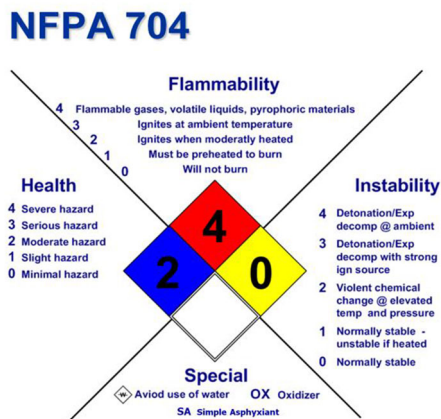 NFPA 704
Flammability
4 Flammable gases, volatile liquids, pyrophoric materials
3 Ignites at ambient temperature
2 Ignites when moderatly heated
1 Must be preheated to burn
0 Will not burn
Health
4 Severe hazard
3 Serious hazard
2 Moderate hazard
1 Slight hazard
0 Minimal hazard
4
2
0
Instability
4 Detonation/Exp
decomp @ ambient
3 Detonation/Exp
decomp with strong
ign source
2 Violent chemical
change @ elevated
temp and pressure
1 Normally stable -
unstable if heated
0 Normally stable
Special
W Aviod use of water OX Oxidizer
SA Simple Asphyxiant